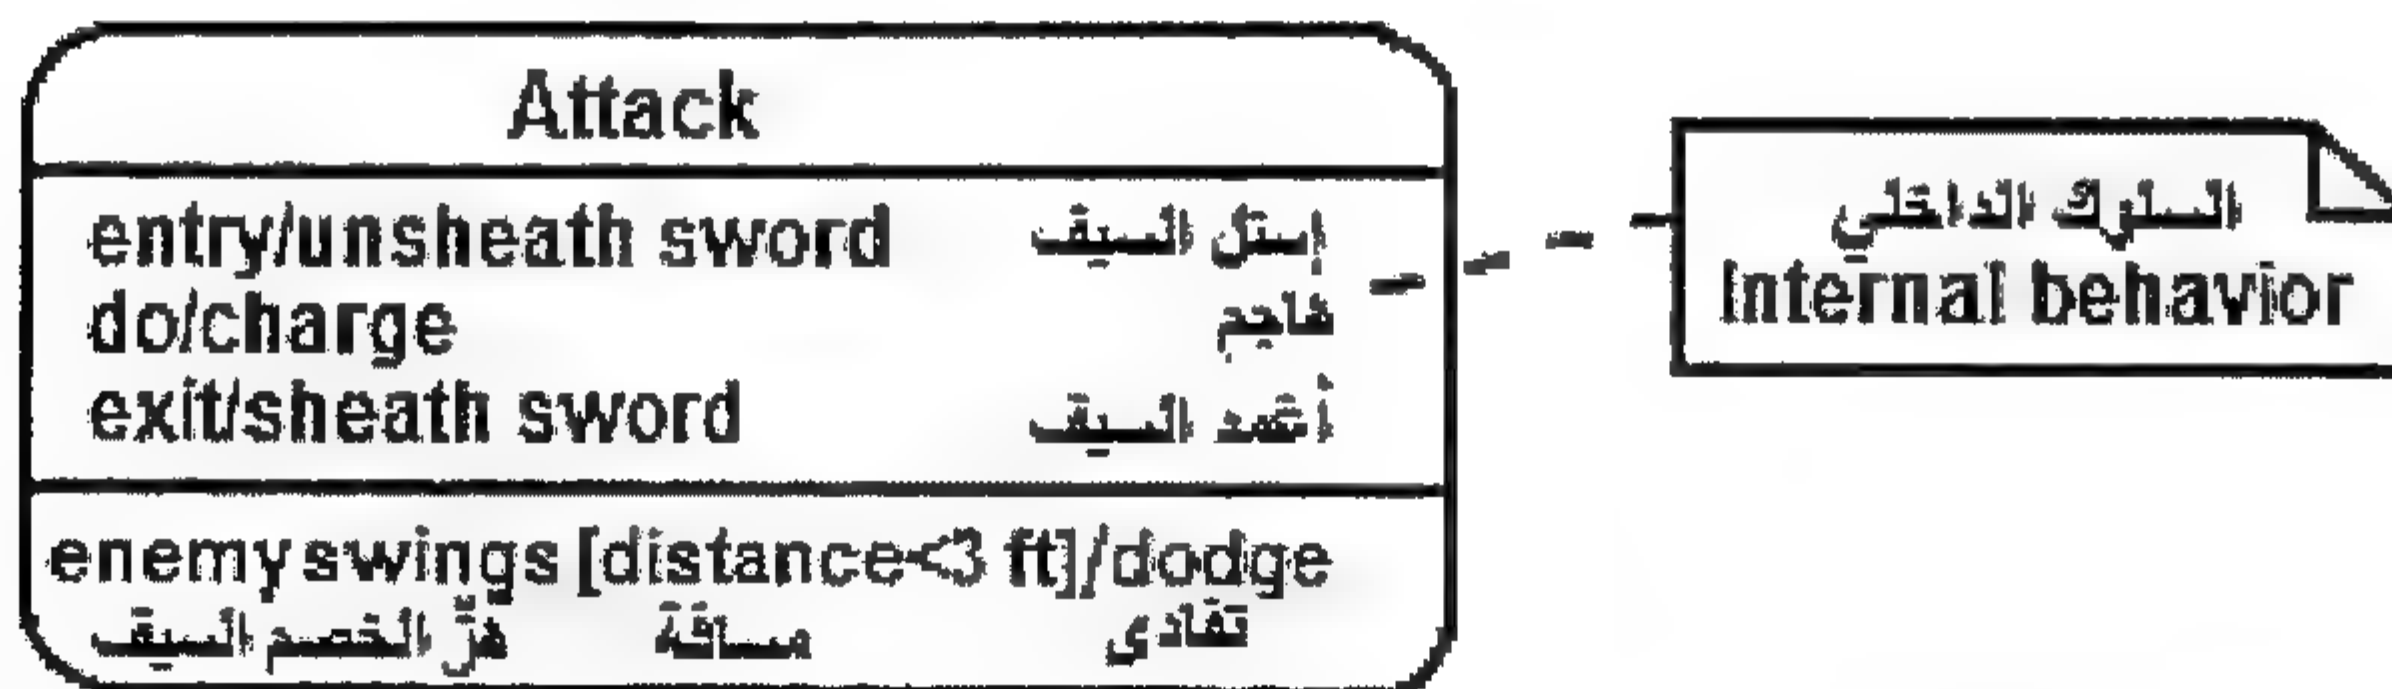 Attack
entry/unsheath sword إستل السيف
do/charge هاجم
exit/sheath sword أغمد السيف
enemy swings [distance<3 ft]/dodge
هزَّ الخصم السيف مسافة تفادى
السلوك الداخلي
Internal behavior